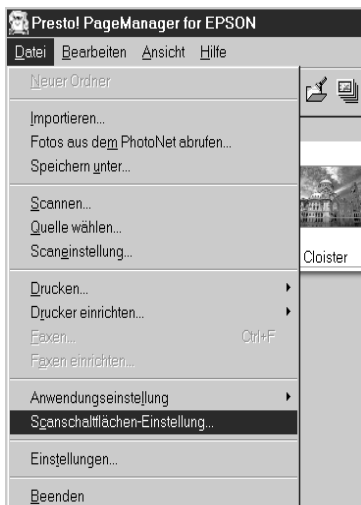 Presto! PageManager for EPSON
Datei Bearbeiten Ansicht Hilfe
Neuer Ordner
Importieren...
Fotos aus dem PhotoNet abrufen...
Speichern unter...
Scannen...
Quelle wählen...
Scaneinstellung...
Cloister
Drucken...
Drucker einrichten...
Faxen... Ctrl+F
Faxen einrichten...
Anwendungseinstellung
Scanschaltflächen-Einstellung...
Einstellungen...
Beenden